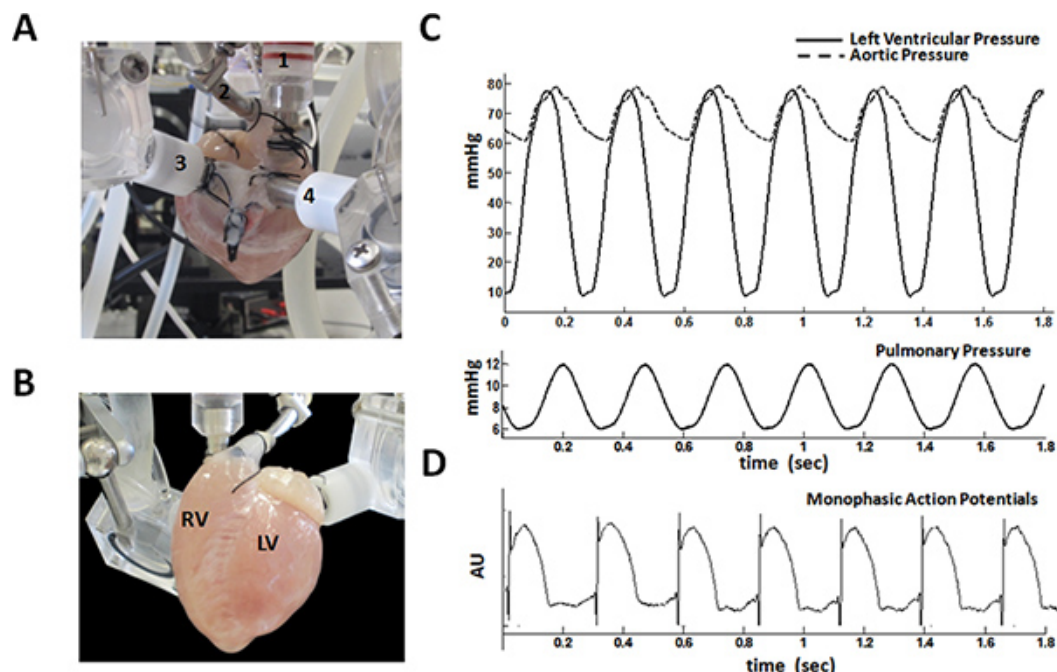 A
1
2
3
4
B
RV
LV
C
Left Ventricular Pressure
Aortic Pressure
mmHg
80
70
60
50
40
30
20
10
0 0.2 0.4 0.6 0.8 1 1.2 1.4 1.6 1.8
Pulmonary Pressure
mmHg
12
10
8
6
0.2 0.4 0.6 0.8 1 1.2 1.4 1.6 1.8
time (sec)
D
Monophasic Action Potentials
AU
0.2 0.4 0.6 0.8 1 1.2 1.4 1.6 1.8
time (sec)